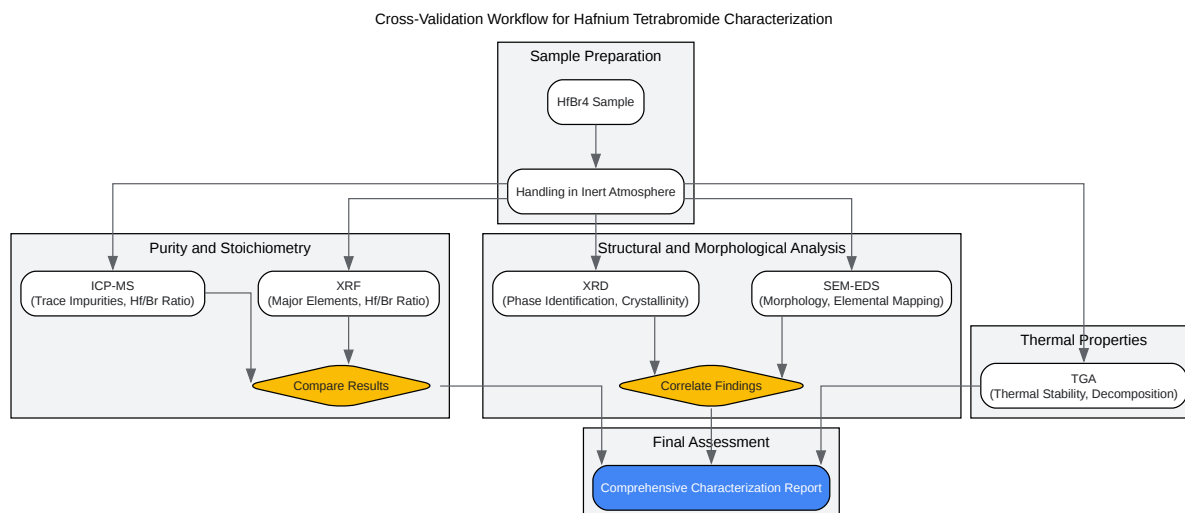 Cross-Validation Workflow for Hafnium Tetrabromide Characterization
Sample Preparation
HfBr4 Sample
Handling in Inert Atmosphere
Purity and Stoichiometry
ICP-MS
(Trace Impurities, Hf/Br Ratio)
XRF
(Major Elements, Hf/Br Ratio)
Compare Results
Structural and Morphological Analysis
XRD
(Phase Identification, Crystallinity)
SEM-EDS
(Morphology, Elemental Mapping)
Correlate Findings
Thermal Properties
TGA
(Thermal Stability, Decomposition)
Final Assessment
Comprehensive Characterization Report